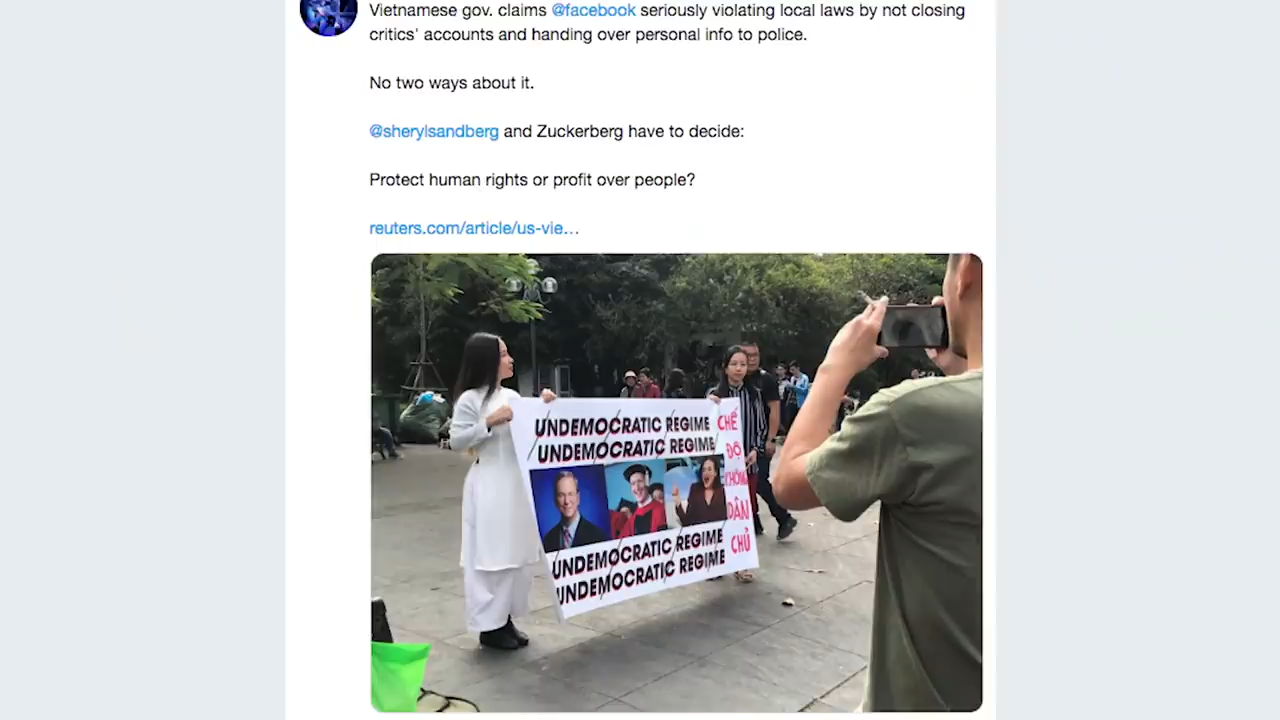 Vietnamese gov. claims @facebook seriously violating local laws by not closing
critics' accounts and handing over personal info to police.
No two ways about it.
@sherylsandberg and Zuckerberg have to decide:
Protect human rights or profit over people?
reuters.com/article/us-vie…
UNDEMOCRATIC REGIME
UNDEMOCRATIC REGIME
UNDEMOCRATIC REGIME
UNDEMOCRATIC REGIME
CHẾ
ĐỘ
DÂN
CHỦ